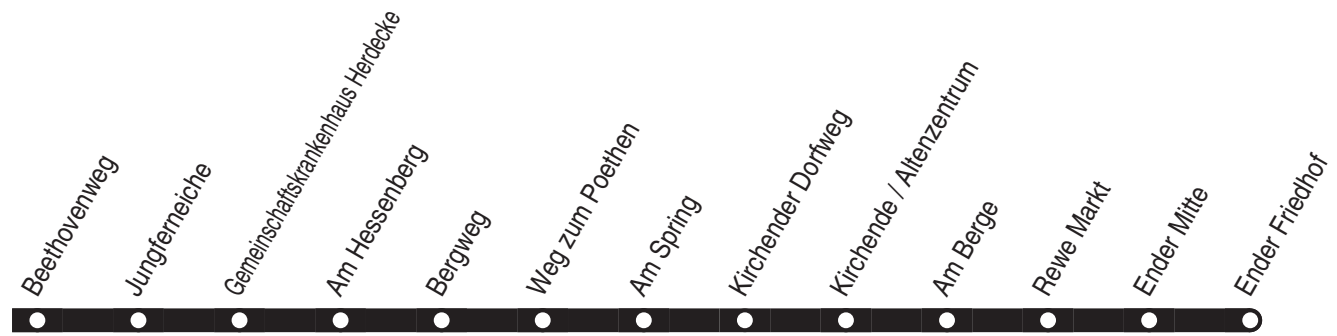 Beethovenweg
Jungferneiche
Gemeinschaftskrankenhaus Herdecke
Am Hessenberg
Bergweg
Weg zum Poethen
Am Spring
Kirchender Dorfweg
Kirchende / Altenzentrum
Am Berge
Rewe Markt
Ender Mitte
Ender Friedhof